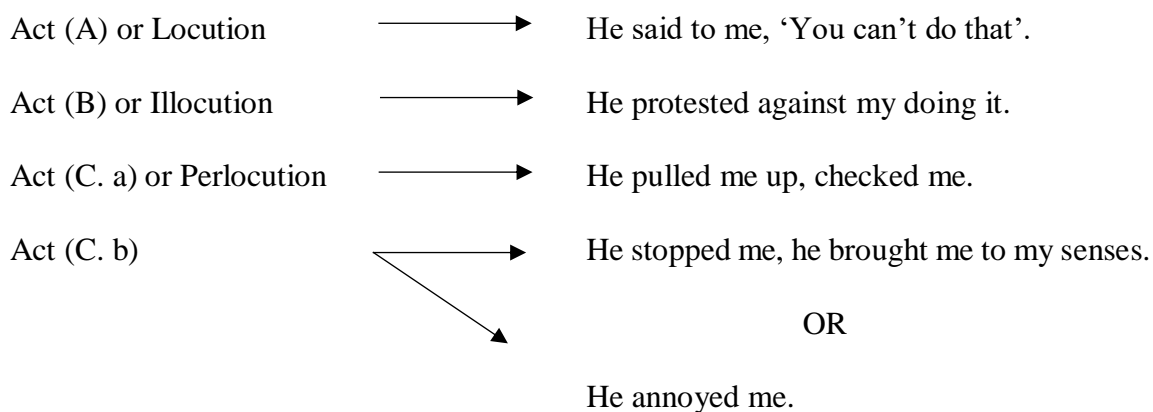 Act (A) or Locution He said to me, ‘You can’t do that’.
Act (B) or Illocution He protested against my doing it.
Act (C. a) or Perlocution He pulled me up, checked me.
Act (C. b) He stopped me, he brought me to my senses.
OR
He annoyed me.